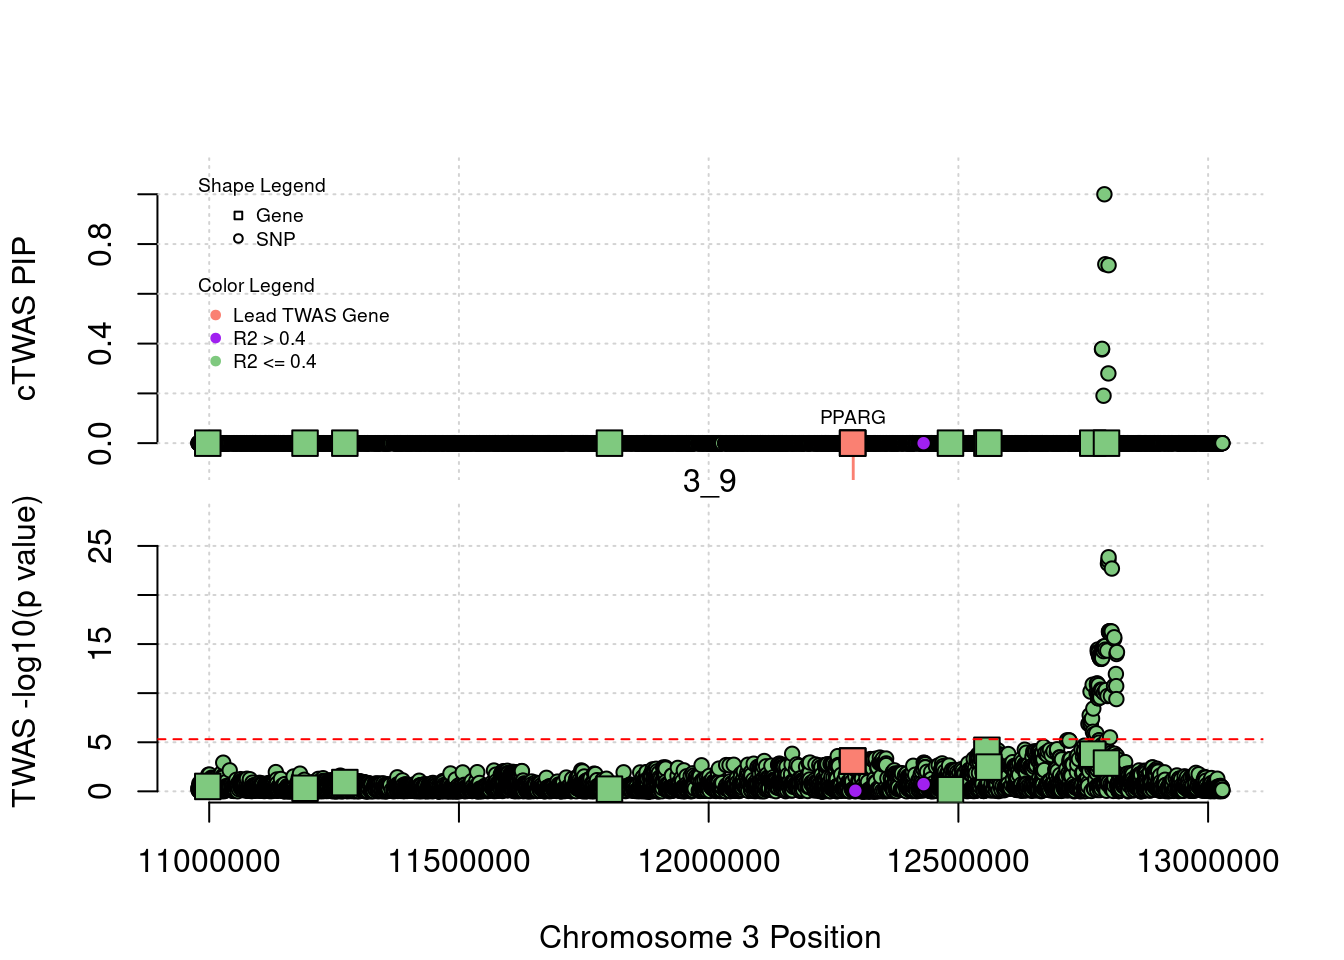 Shape Legend
Gene
SNP
Color Legend
Lead TWAS Gene
R2 > 0.4
R2 <= 0.4
cTWAS PIP
0.8
0.4
0.0
PPARG
3_9
TWAS -log10(p value)
25
15
5
0
11000000 11500000 12000000 12500000 13000000
Chromosome 3 Position